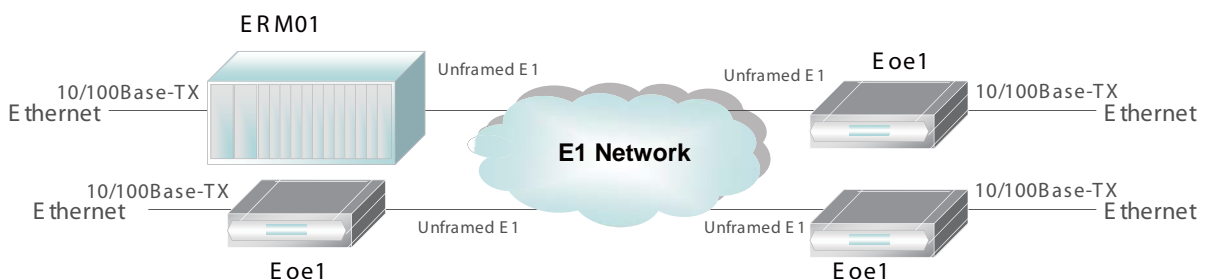 ERM01
Unframed E1
10/100Base-TX
Ethernet
Unframed E1
Eoe1
10/100Base-TX
Ethernet
E1 Network
10/100Base-TX
Ethernet
Eoe1
Unframed E1
Unframed E1
Eoe1
10/100Base-TX
Ethernet